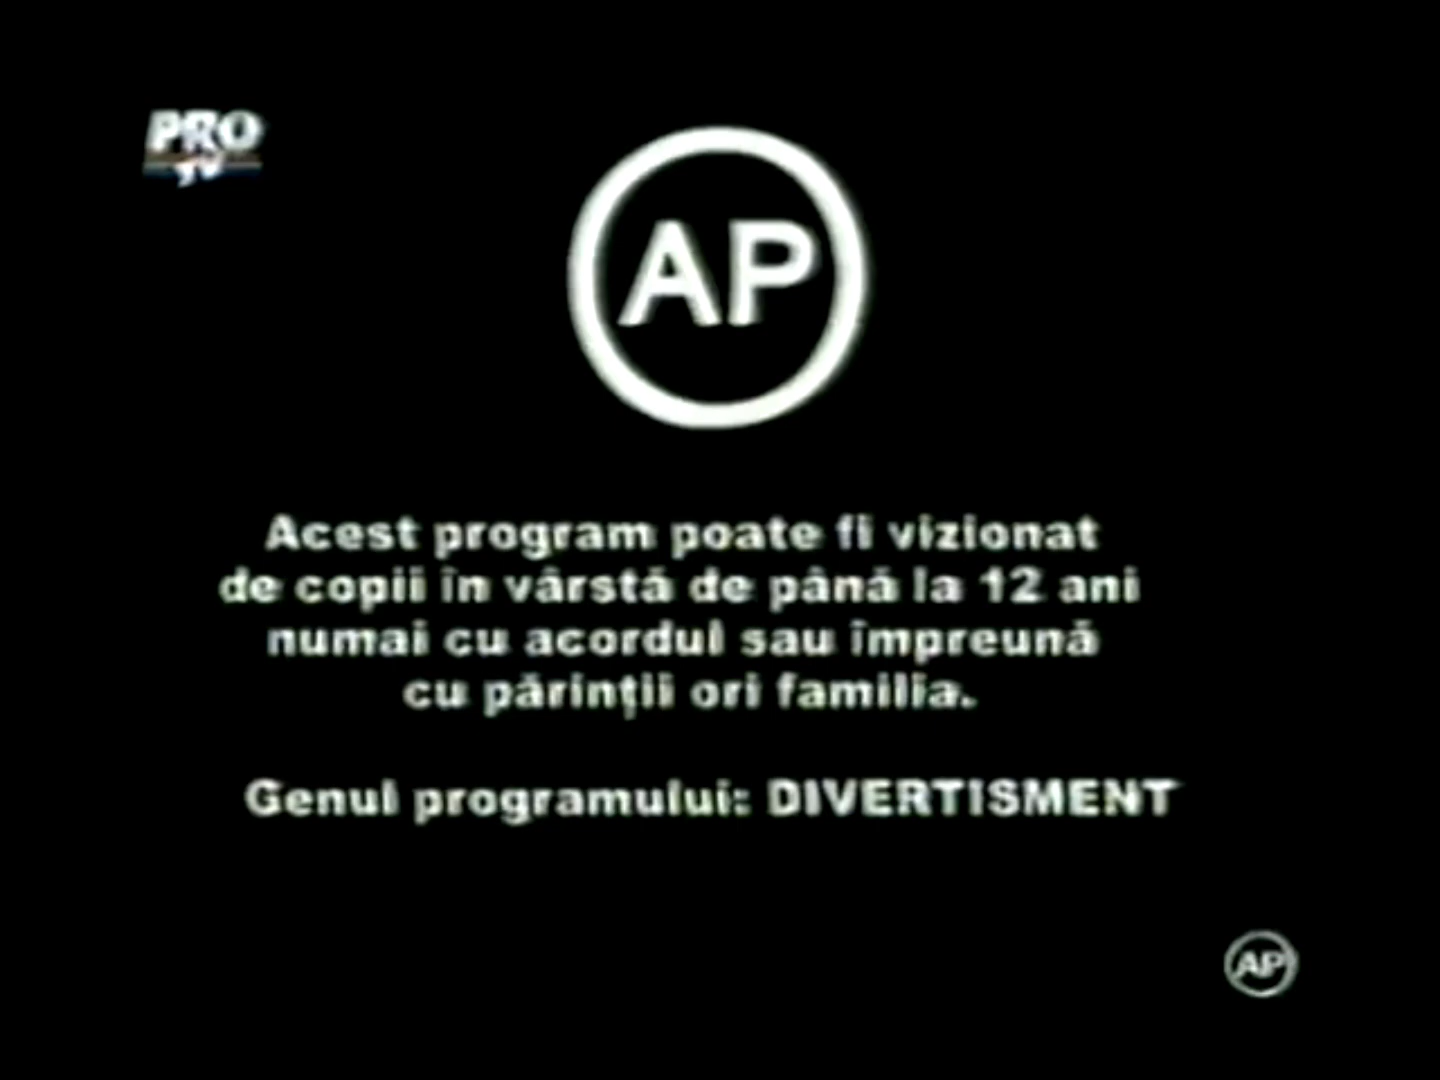 PRO
TV
AP
Acest program poate fi vizionat
de copii în vârstă de până la 12 ani
numai cu acordul sau împreună
cu părinţii ori familia.
Genul programului: DIVERTISMENT
AP